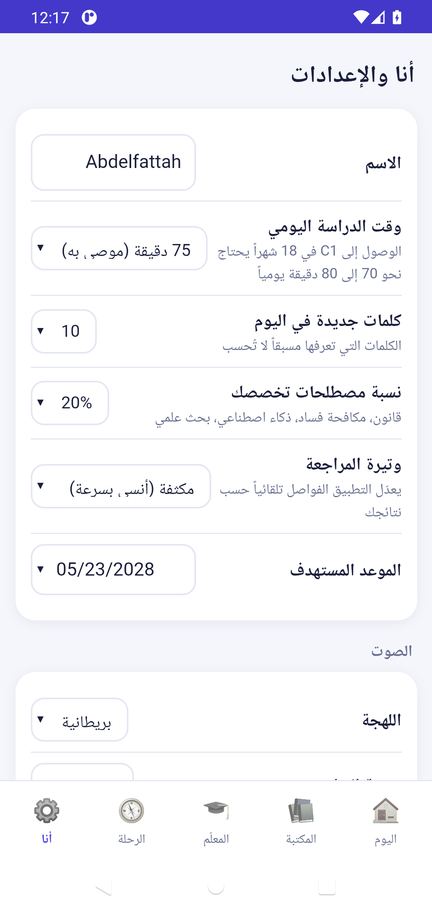 12:17
أنا والإعدادات
الاسم
Abdelfattah
وقت الدراسة اليومي
الوصول إلى C1 في 18 شهراً يحتاج
نحو 70 إلى 80 دقيقة يومياً
75 دقيقة (موصى به)
كلمات جديدة في اليوم
الكلمات التي تعرفها مسبقاً لا تُحسب
10
نسبة مصطلحات تخصصك
قانون، مكافحة فساد، ذكاء اصطناعي، بحث علمي
20%
وتيرة المراجعة
يعدّل التطبيق الفواصل تلقائياً حسب
نتائجك
مكثفة (أنسى بسرعة)
الموعد المستهدف
05/23/2028
الصوت
اللهجة
بريطانية
اليوم
المكتبة
المعلّم
الرحلة
أنا